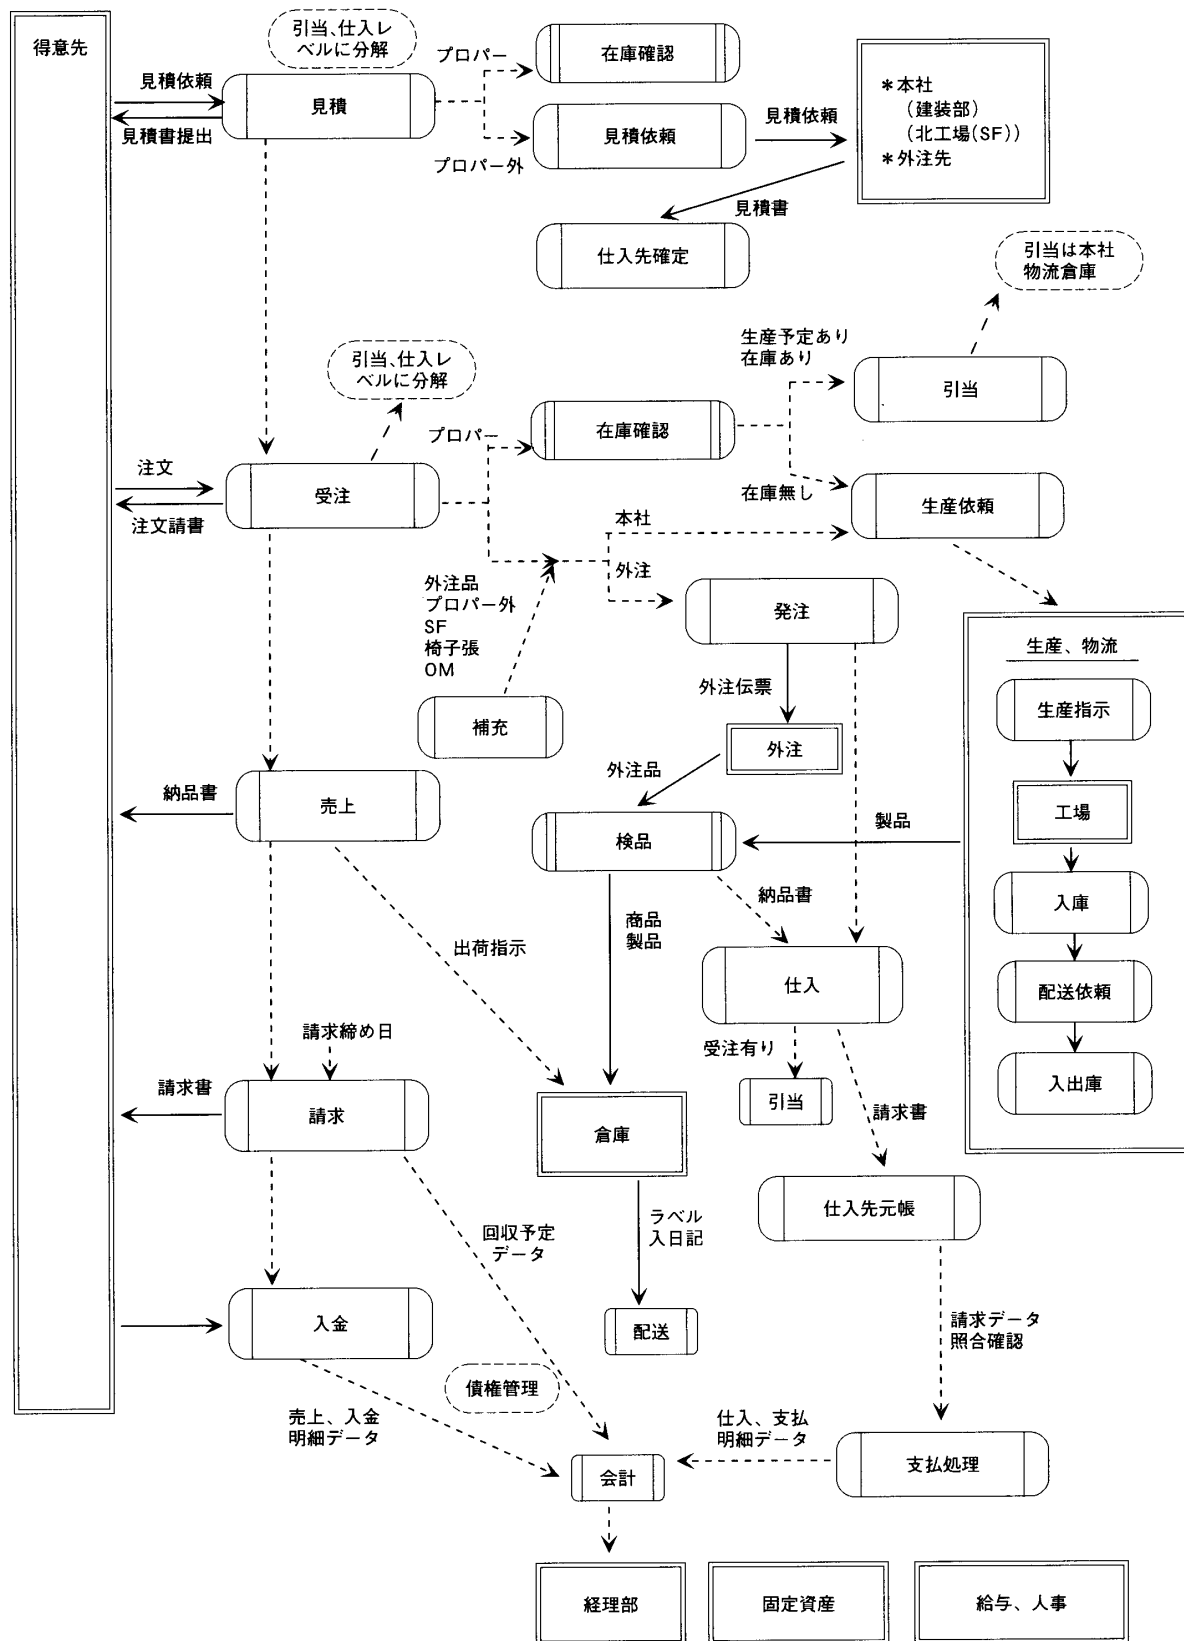 得意先
引当、仕入レ
ベルに分解
見積依頼
見積書提出
見積
プロパー
プロパー外
在庫確認
見積依頼
見積依頼
＊本社
（建装部）
（北工場（SF））
＊外注先
見積書
仕入先確定
引当は本社
物流倉庫
引当、仕入レ
ベルに分解
生産予定あり
在庫あり
引当
プロパー
在庫確認
在庫無し
生産依頼
注文
注文請書
受注
本社
外注
外注品
プロパー外
SF
椅子張
OM
補充
発注
外注伝票
外注
外注品
生産、物流
生産指示
工場
入庫
配送依頼
入出庫
製品
納品書
売上
検品
納品書
商品
製品
出荷指示
仕入
受注有り
引当
請求書
請求締め日
請求書
請求
倉庫
仕入先元帳
回収予定
データ
ラベル
入日記
配送
入金
請求データ
照合確認
債権管理
売上、入金
明細データ
仕入、支払
明細データ
支払処理
会計
経理部
固定資産
給与、人事